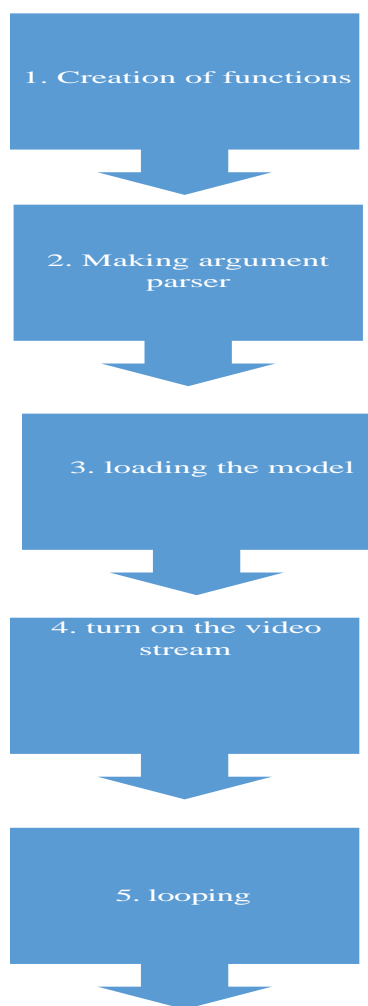 1. Creation of functions
2. Making argument
parser
3. loading the model
4. turn on the video
stream
5. looping